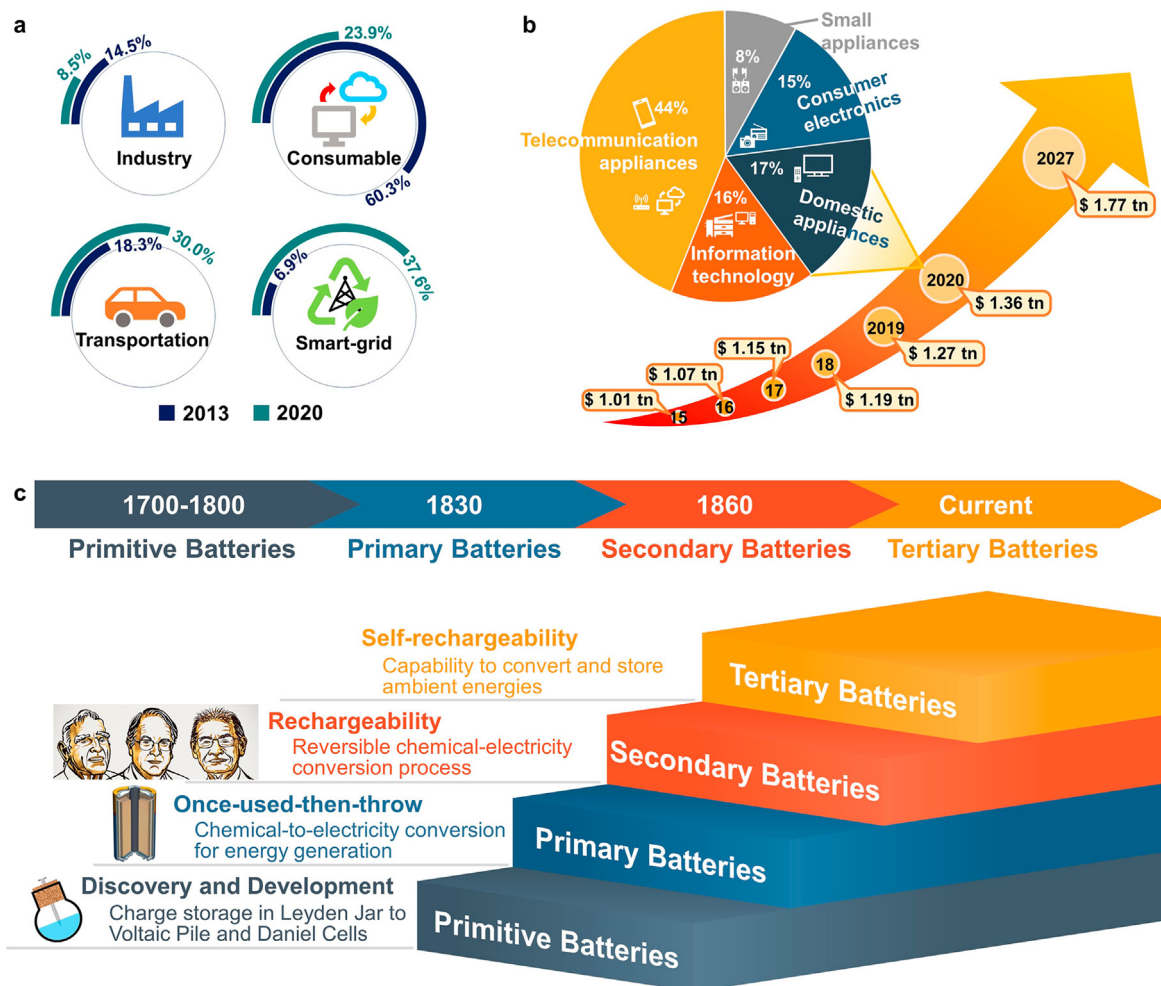 a
8.5%
14.5%
Industry
23.9%
Consumable
60.3%
18.3%
30.0%
Transportation
6.9%
37.6%
Smart-grid
2013
2020
b
Small
appliances
8%
15%
Consumer
electronics
44%
Telecommunication
appliances
17%
Domestic
appliances
16%
Information
technology
2027
$ 1.77 tn
2020
$ 1.36 tn
2019
$ 1.27 tn
18
$ 1.19 tn
$ 1.15 tn
17
$ 1.07 tn
16
$ 1.01 tn
15
c
1700-1800
1830
1860
Current
Primitive Batteries
Primary Batteries
Secondary Batteries
Tertiary Batteries
Self-rechargeability
Capability to convert and store
ambient energies
Tertiary Batteries
Rechargeability
Reversible chemical-electricity
conversion process
Secondary Batteries
Once-used-then-throw
Chemical-to-electricity conversion
for energy generation
Primary Batteries
Discovery and Development
Charge storage in Leyden Jar to
Voltaic Pile and Daniel Cells
Primitive Batteries